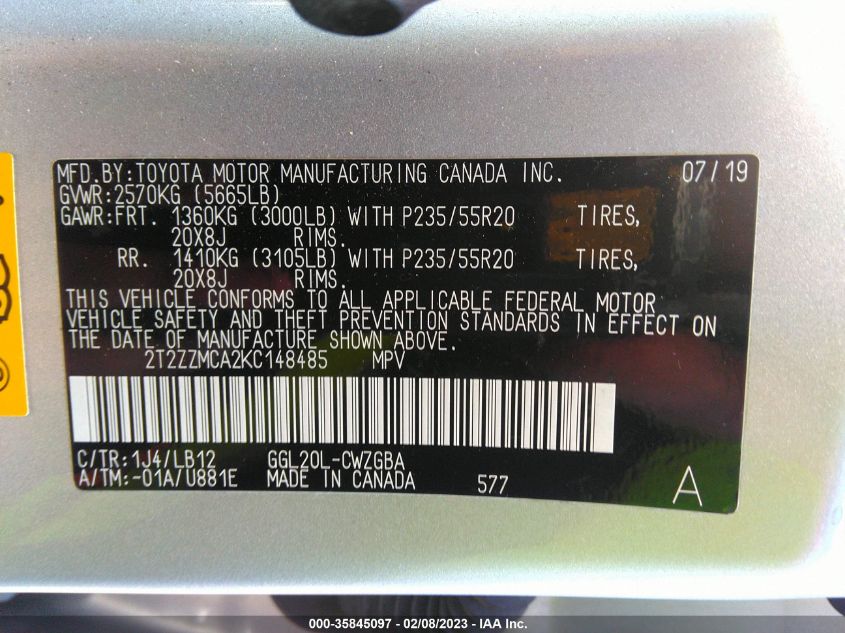 MFD.BY:TOYOTA MOTOR MANUFACTURING CANADA INC. 07/19
GVWR:2570KG (5665LB)
GAWR:FRT. 1360KG (3000LB) WITH P235/55R20 TIRES,
20X8J RIMS.
RR. 1410KG (3105LB) WITH P235/55R20 TIRES,
20X8J RIMS.
THIS VEHICLE CONFORMS TO ALL APPLICABLE FEDERAL MOTOR
VEHICLE SAFETY AND THEFT PREVENTION STANDARDS IN EFFECT ON
THE DATE OF MANUFACTURE SHOWN ABOVE.
2T2ZZMCA2KC148485 MPV
C/TR:1J4/LB12 GGL20L-CWZGBA
A/TM:-01A/U881E MADE IN CANADA 577 A
000-35845097 - 02/08/2023 - IAA Inc.